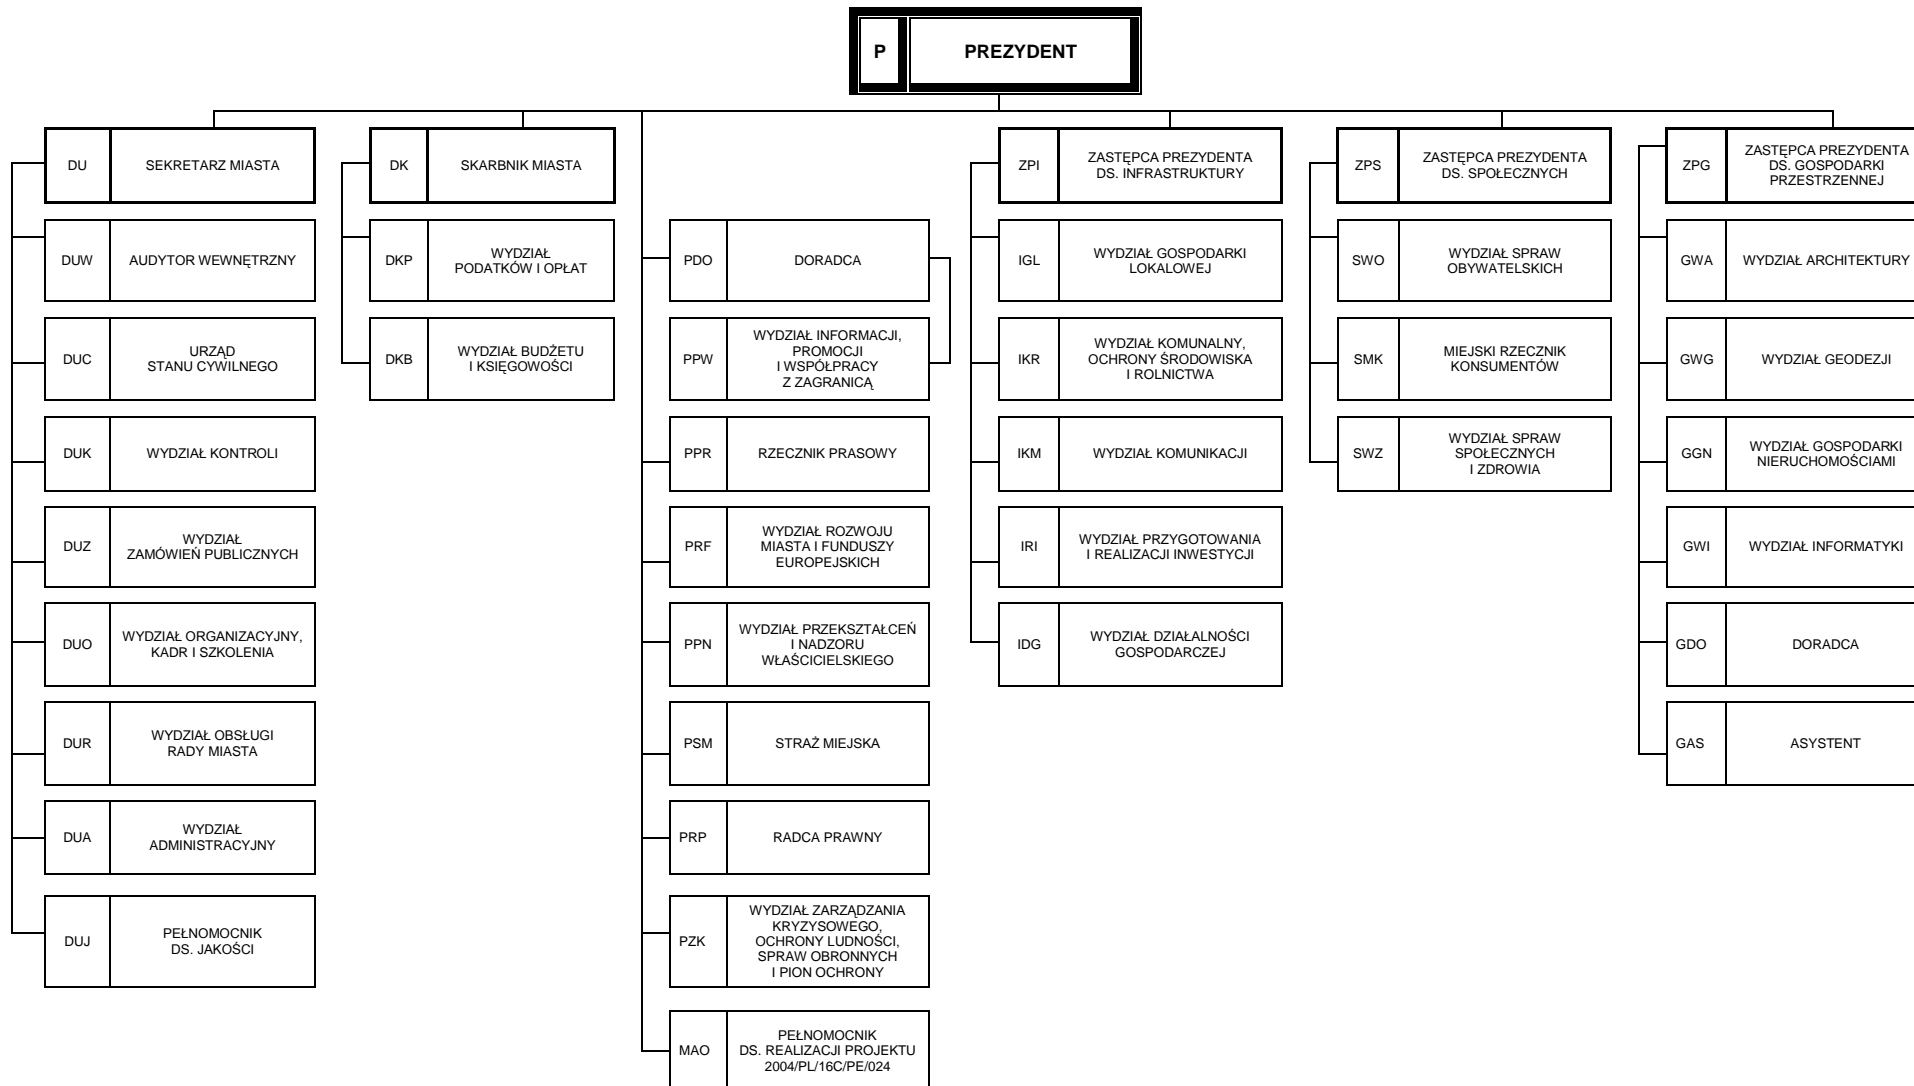 P
PREZYDENT
DU
SEKRETARZ MIASTA
DUW
AUDYTOR WEWNĘTRZNY
DUC
URZĄD
STANU CYWILNEGO
DUK
WYDZIAŁ KONTROLI
DUZ
WYDZIAŁ
ZAMÓWIEŃ PUBLICZNYCH
DUO
WYDZIAŁ ORGANIZACYJNY,
KADR I SZKOLENIA
DUR
WYDZIAŁ OBSŁUGI
RADY MIASTA
DUA
WYDZIAŁ
ADMINISTRACYJNY
DUJ
PEŁNOMOCNIK
DS. JAKOŚCI
DK
SKARBNIK MIASTA
DKP
WYDZIAŁ
PODATKÓW I OPŁAT
DKB
WYDZIAŁ BUDŻETU
I KSIĘGOWOŚCI
PDO
DORADCA
PPW
WYDZIAŁ INFORMACJI,
PROMOCJI
I WSPÓŁPRACY
Z ZAGRANICĄ
PPR
RZECZNIK PRASOWY
PRF
WYDZIAŁ ROZWOJU
MIASTA I FUNDUSZY
EUROPEJSKICH
PPN
WYDZIAŁ PRZEKSZTAŁCEŃ
I NADZORU
WŁAŚCICIELSKIEGO
PSM
STRAŻ MIEJSKA
PRP
RADCA PRAWNY
PZK
WYDZIAŁ ZARZĄDZANIA
KRYZYSOWEGO,
OCHRONY LUDNOŚCI,
SPRAW OBRONNYCH
I PION OCHRONY
MAO
PEŁNOMOCNIK
DS. REALIZACJI PROJEKTU
2004/PL/16C/PE/024
ZPI
ZASTĘPCA PREZYDENTA
DS. INFRASTRUKTURY
IGL
WYDZIAŁ GOSPODARKI
LOKALOWEJ
IKR
WYDZIAŁ KOMUNALNY,
OCHRONY ŚRODOWISKA
I ROLNICTWA
IKM
WYDZIAŁ KOMUNIKACJI
IRI
WYDZIAŁ PRZYGOTOWANIA
I REALIZACJI INWESTYCJI
IDG
WYDZIAŁ DZIAŁALNOŚCI
GOSPODARCZEJ
ZPS
ZASTĘPCA PREZYDENTA
DS. SPOŁECZNYCH
SWO
WYDZIAŁ SPRAW
OBYWATELSKICH
SMK
MIEJSKI RZECZNIK
KONSUMENTÓW
SWZ
WYDZIAŁ SPRAW
SPOŁECZNYCH
I ZDROWIA
ZPG
ZASTĘPCA PREZYDENTA
DS. GOSPODARKI
PRZESTRZENNEJ
GWA
WYDZIAŁ ARCHITEKTURY
GWG
WYDZIAŁ GEODEZJI
GGN
WYDZIAŁ GOSPODARKI
NIERUCHOMOŚCIAMI
GWI
WYDZIAŁ INFORMATYKI
GDO
DORADCA
GAS
ASYSTENT